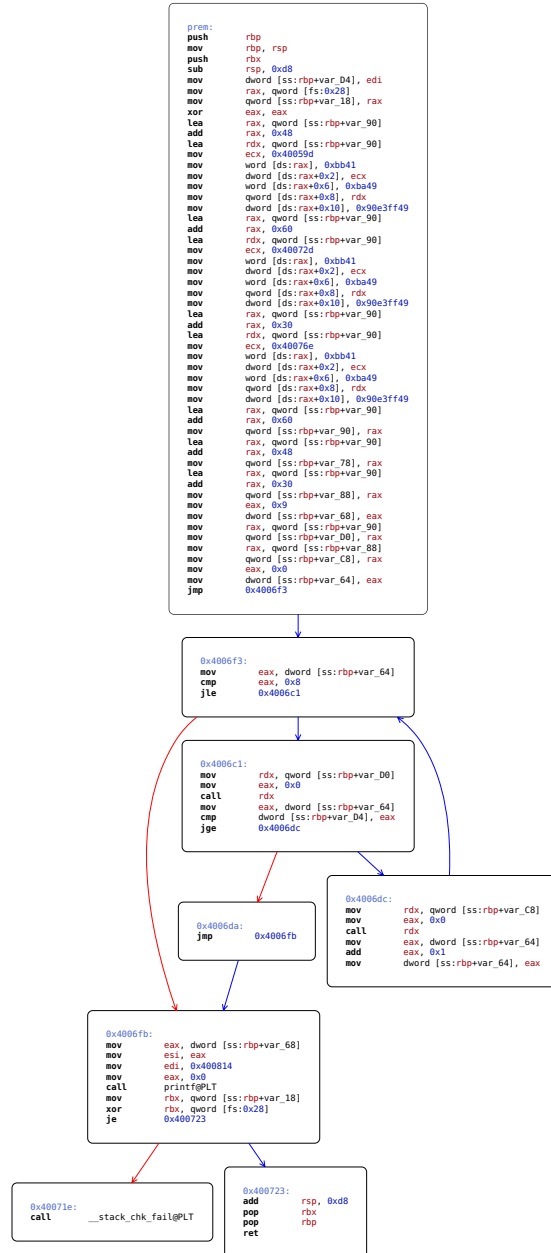 prem:
push rbp
mov rbp, rsp
push rbx
sub rsp, 0xd8
mov dword [ss:rbp+var_D4], edi
mov rax, qword [fs:0x28]
mov qword [ss:rbp+var_18], rax
xor eax, eax
lea rax, qword [ss:rbp+var_90]
add rax, 0x48
lea rdx, qword [ss:rbp+var_90]
mov ecx, 0x40059d
mov word [ds:rax], 0xbb41
mov dword [ds:rax+0x2], ecx
mov word [ds:rax+0x6], 0xba49
mov qword [ds:rax+0x8], rdx
mov dword [ds:rax+0x10], 0x90e3ff49
lea rax, qword [ss:rbp+var_90]
add rax, 0x60
lea rdx, qword [ss:rbp+var_90]
mov ecx, 0x40072d
mov word [ds:rax], 0xbb41
mov dword [ds:rax+0x2], ecx
mov word [ds:rax+0x6], 0xba49
mov qword [ds:rax+0x8], rdx
mov dword [ds:rax+0x10], 0x90e3ff49
lea rax, qword [ss:rbp+var_90]
add rax, 0x30
lea rdx, qword [ss:rbp+var_90]
mov ecx, 0x40076e
mov word [ds:rax], 0xbb41
mov dword [ds:rax+0x2], ecx
mov word [ds:rax+0x6], 0xba49
mov qword [ds:rax+0x8], rdx
mov dword [ds:rax+0x10], 0x90e3ff49
lea rax, qword [ss:rbp+var_90]
add rax, 0x60
mov qword [ss:rbp+var_90], rax
lea rax, qword [ss:rbp+var_90]
add rax, 0x48
mov qword [ss:rbp+var_78], rax
lea rax, qword [ss:rbp+var_90]
add rax, 0x30
mov qword [ss:rbp+var_88], rax
mov eax, 0x9
mov dword [ss:rbp+var_68], eax
mov rax, qword [ss:rbp+var_90]
mov qword [ss:rbp+var_D0], rax
mov rax, qword [ss:rbp+var_88]
mov qword [ss:rbp+var_C8], rax
mov eax, 0x0
mov dword [ss:rbp+var_64], eax
jmp 0x4006f3
0x4006f3:
mov eax, dword [ss:rbp+var_64]
cmp eax, 0x8
jle 0x4006c1
0x4006c1:
mov rdx, qword [ss:rbp+var_D0]
mov eax, 0x0
call rdx
mov eax, dword [ss:rbp+var_64]
cmp dword [ss:rbp+var_D4], eax
jge 0x4006dc
0x4006dc:
mov rdx, qword [ss:rbp+var_C8]
mov eax, 0x0
call rdx
mov eax, dword [ss:rbp+var_64]
add eax, 0x1
mov dword [ss:rbp+var_64], eax
0x4006da:
jmp 0x4006fb
0x4006fb:
mov eax, dword [ss:rbp+var_68]
mov esi, eax
mov edi, 0x400814
mov eax, 0x0
call printf@PLT
mov rbx, qword [ss:rbp+var_18]
xor rbx, qword [fs:0x28]
je 0x400723
0x40071e:
call __stack_chk_fail@PLT
0x400723:
add rsp, 0xd8
pop rbx
pop rbp
ret